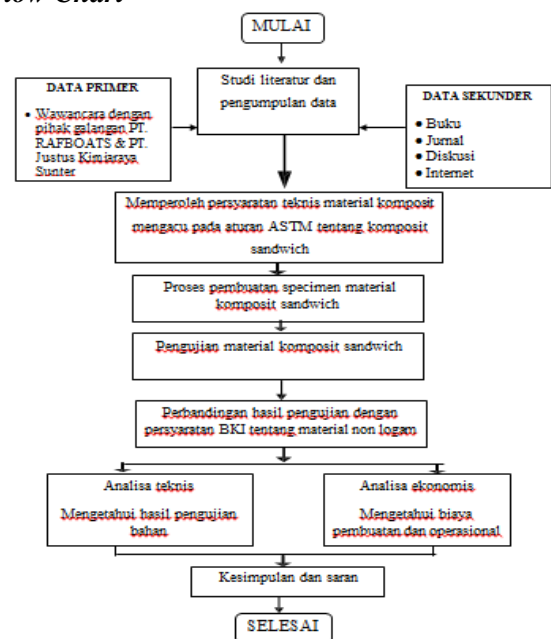 Flow Chart
MULAI
DATA PRIMER
• Wawancara dengan
pihak galangan PT.
RAFBOATS & PT.
Justus Kimiaraya
Sunter
Studi literatur dan
pengumpulan data
DATA SEKUNDER
• Buku
• Jurnal
• Diskusi
• Internet
Memperoleh persyaratan teknis material komposit
mengacu pada aturan ASTM tentang komposit
sandwich
Proses pembuatan specimen material
komposit sandwich
Pengujian material komposit sandwich
Perbandingan hasil pengujian dengan
persyaratan BKI tentang material non logam
Analisa teknis
Mengetahui hasil pengujian
bahan
Analisa ekonomis
Mengetahui biaya
pembuatan dan operasional
Kesimpulan dan saran
SELESAI